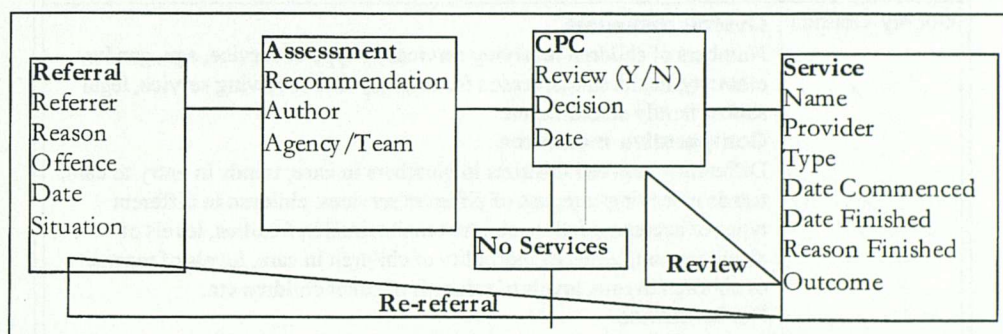 Referral
Referrer
Reason
Offence
Date
Situation
Assessment
Recommendation
Author
Agency/Team
CPC
Review (Y/N)
Decision
Date
No Services
Service
Name
Provider
Type
Date Commenced
Date Finished
Reason Finished
Outcome
Review
Re-referral